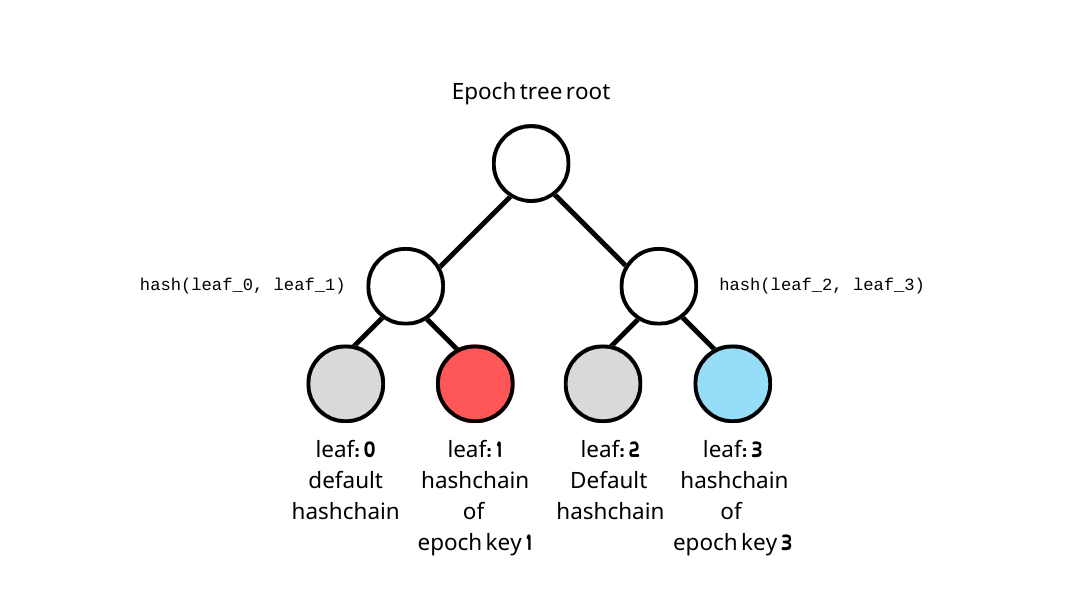 Epoch tree root
hash(leaf_0, leaf_1)
hash(leaf_2, leaf_3)
leaf: 0
default
hashchain
leaf: 1
hashchain
of
epoch key 1
leaf: 2
Default
hashchain
leaf: 3
hashchain
of
epoch key 3